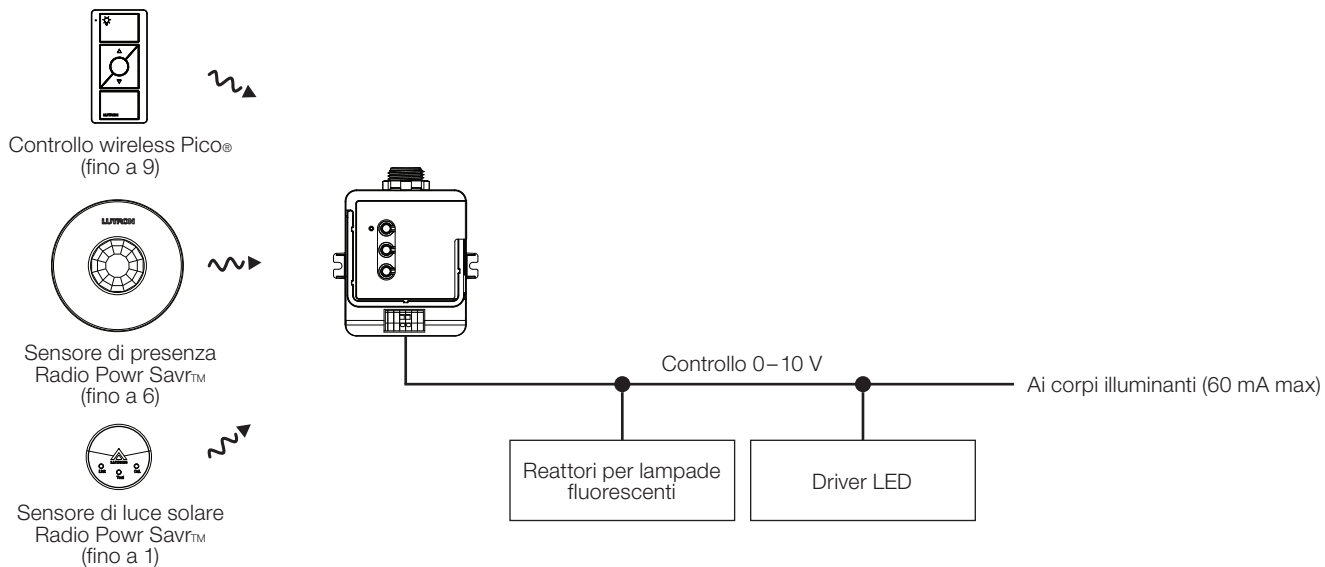 LUTRON
Controllo wireless Pico®
(fino a 9)
LUTRON
Sensore di presenza
Radio Powr Savr™
(fino a 6)
LUTRON
Sensore di luce solare
Radio Powr Savr™
(fino a 1)
Controllo 0–10 V
Ai corpi illuminanti (60 mA max)
Reattori per lampade
fluorescenti
Driver LED